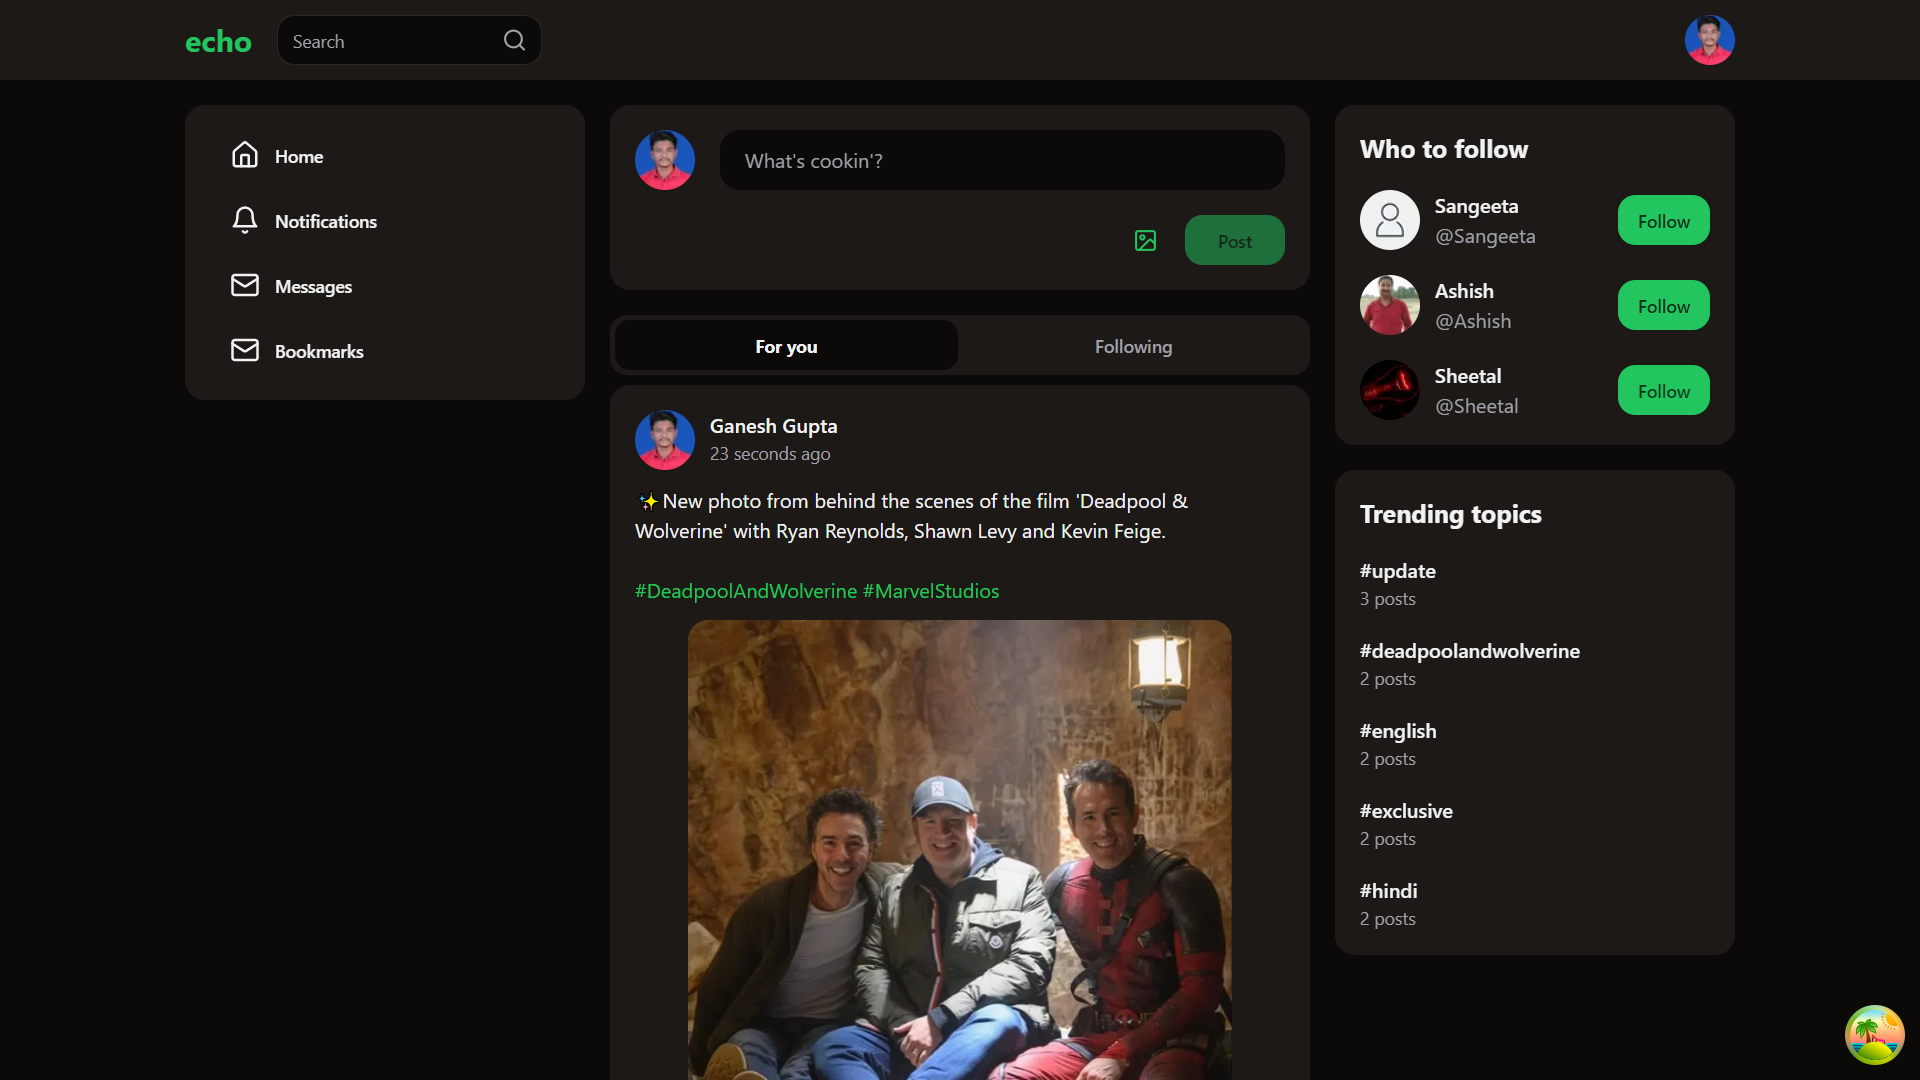 echo
Search
Home
Notifications
Messages
Bookmarks
What's cookin'?
Post
For you
Following
Ganesh Gupta
23 seconds ago
✨New photo from behind the scenes of the film 'Deadpool &
Wolverine' with Ryan Reynolds, Shawn Levy and Kevin Feige.
#DeadpoolAndWolverine #MarvelStudios
Who to follow
Sangeeta
@Sangeeta
Follow
Ashish
@Ashish
Follow
Sheetal
@Sheetal
Follow
Trending topics
#update
3 posts
#deadpoolandwolverine
2 posts
#english
2 posts
#exclusive
2 posts
#hindi
2 posts